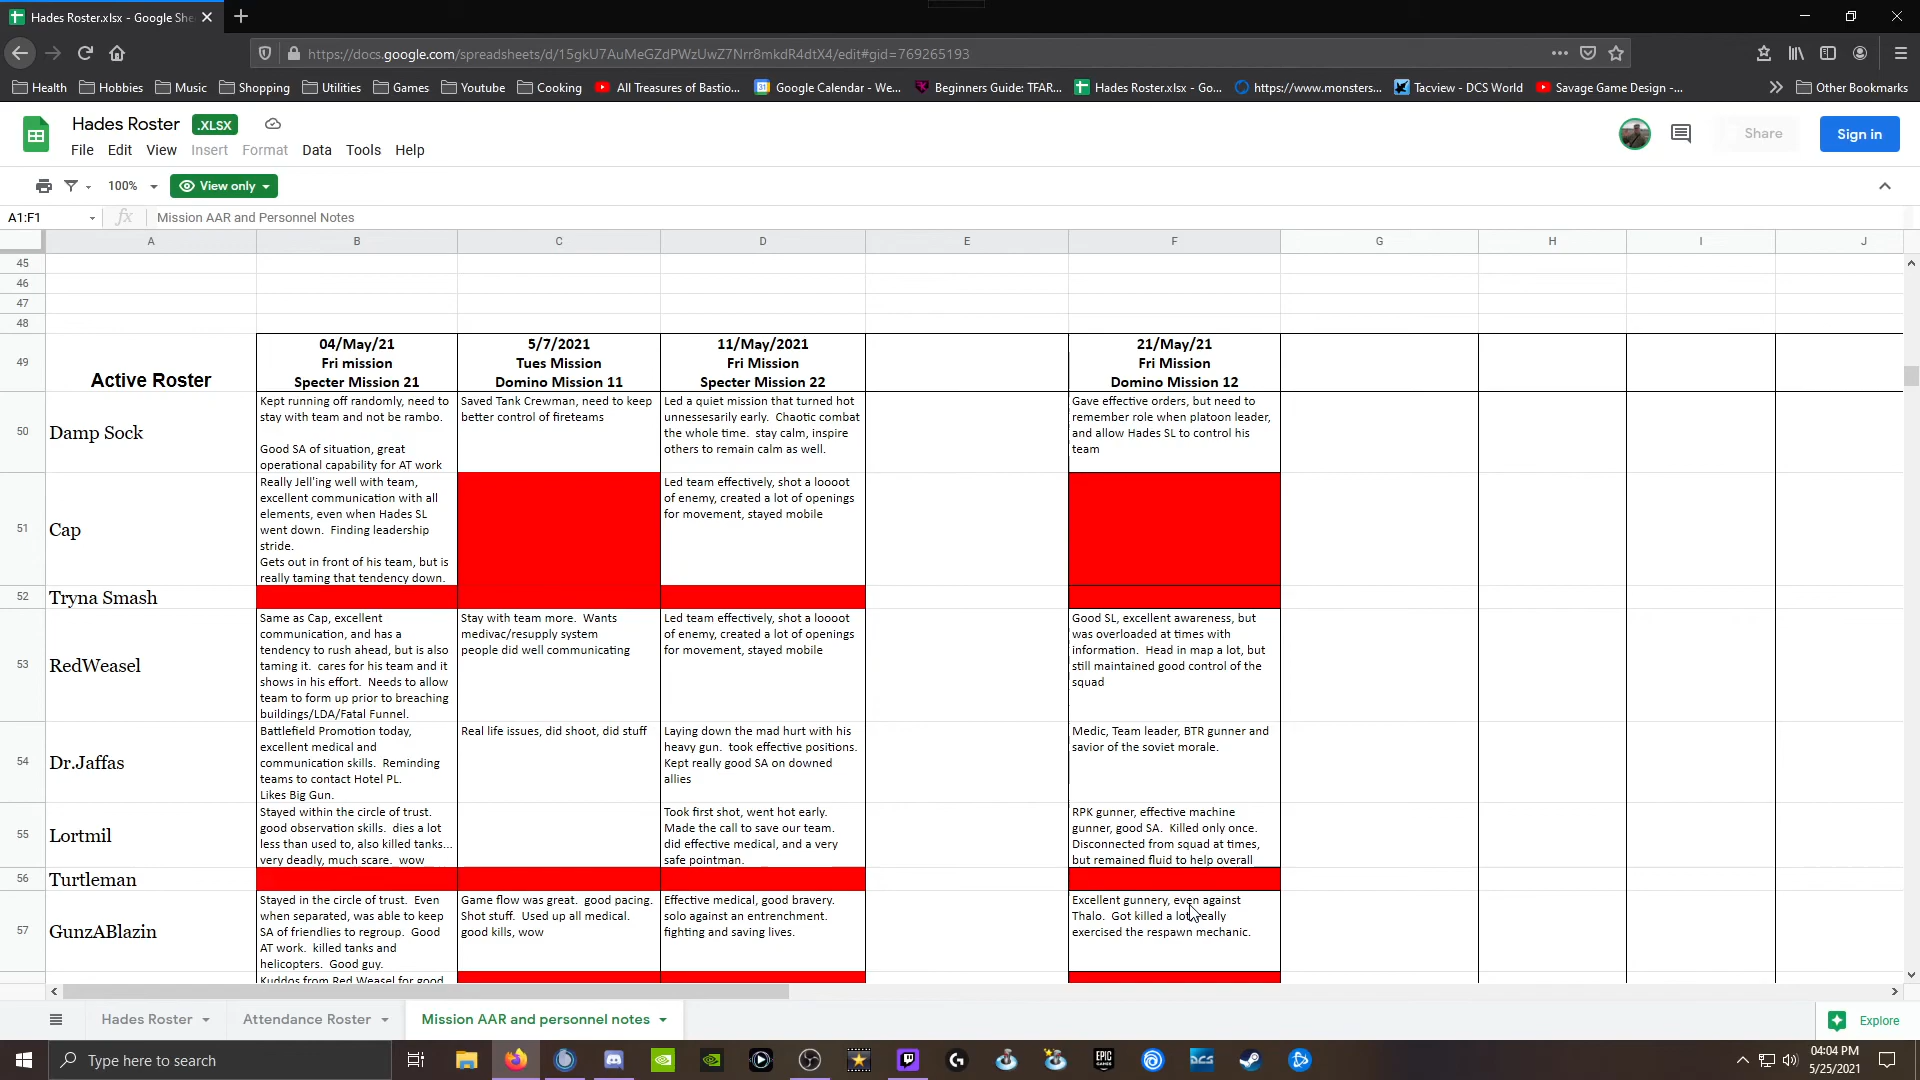 Hades Roster.xlsx - Google She
https://docs.google.com/spreadsheets/d/15gkU7AuMeGZdPWzUwZ7Nrr8mkdR4dtX4/edit#gid=769265193
Health Hobbies Music Shopping Utilities Games Youtube Cooking All Treasures of Bastio... Google Calendar - We... Beginners Guide: TFAR... Hades Roster.xlsx - Go... https://www.monsters... Tacview - DCS World Savage Game Design -... Other Bookmarks
Hades Roster .XLSX
Share Sign in
File Edit View Insert Format Data Tools Help
100% View only
A1:F1 fx Mission AAR and Personnel Notes
A B C D E F G H I J
45
46
47
48
49
Active Roster
04/May/21
Fri mission
Specter Mission 21
5/7/2021
Tues Mission
Domino Mission 11
11/May/2021
Fri Mission
Specter Mission 22
21/May/21
Fri Mission
Domino Mission 12
50
Damp Sock
Kept running off randomly, need to
stay with team and not be rambo.
Good SA of situation, great
operational capability for AT work
Saved Tank Crewman, need to keep
better control of fireteams
Led a quiet mission that turned hot
unnessesarily early. Chaotic combat
the whole time. stay calm, inspire
others to remain calm as well.
Gave effective orders, but need to
remember role when platoon leader,
and allow Hades SL to control his
team
51
Cap
Really Jell'ing well with team,
excellent communication with all
elements, even when Hades SL
went down. Finding leadership
stride.
Gets out in front of his team, but is
really taming that tendency down.
Led team effectively, shot a loooot
of enemy, created a lot of openings
for movement, stayed mobile
52
Tryna Smash
53
RedWeasel
Same as Cap, excellent
communication, and has a
tendency to rush ahead, but is also
taming it. cares for his team and it
shows in his effort. Needs to allow
team to form up prior to breaching
buildings/LDA/Fatal Funnel.
Stay with team more. Wants
medivac/resupply system
people did well communicating
Led team effectively, shot a loooot
of enemy, created a lot of openings
for movement, stayed mobile
Good SL, excellent awareness, but
was overloaded at times with
information. Head in map a lot, but
still maintained good control of the
squad
54
Dr.Jaffas
Battlefield Promotion today,
excellent medical and
communication skills. Reminding
teams to contact Hotel PL.
Likes Big Gun.
Real life issues, did shoot, did stuff
Laying down the mad hurt with his
heavy gun. took effective positions.
Kept really good SA on downed
allies
Medic, Team leader, BTR gunner and
savior of the soviet morale.
55
Lortmil
Stayed within the circle of trust.
good observation skills. dies a lot
less than used to, also killed tanks...
very deadly, much scare. wow
Took first shot, went hot early.
Made the call to save our team.
did effective medical, and a very
safe pointman.
RPK gunner, effective machine
gunner, good SA. Killed only once.
Disconnected from squad at times,
but remained fluid to help overall
56
Turtleman
57
GunzABlazin
Stayed in the circle of trust. Even
when separated, was able to keep
SA of friendlies to regroup. Good
AT work. killed tanks and
helicopters. Good guy.
Game flow was great. good pacing.
Shot stuff. Used up all medical.
good kills, wow
Effective medical, good bravery.
solo against an entrenchment.
fighting and saving lives.
Excellent gunnery, even against
Thalo. Got killed a lot, really
exercised the respawn mechanic.
Kuddos from Red Weasel for good
Hades Roster Attendance Roster Mission AAR and personnel notes Explore
Type here to search
EPIC GAMES
DCS
04:04 PM
5/25/2021